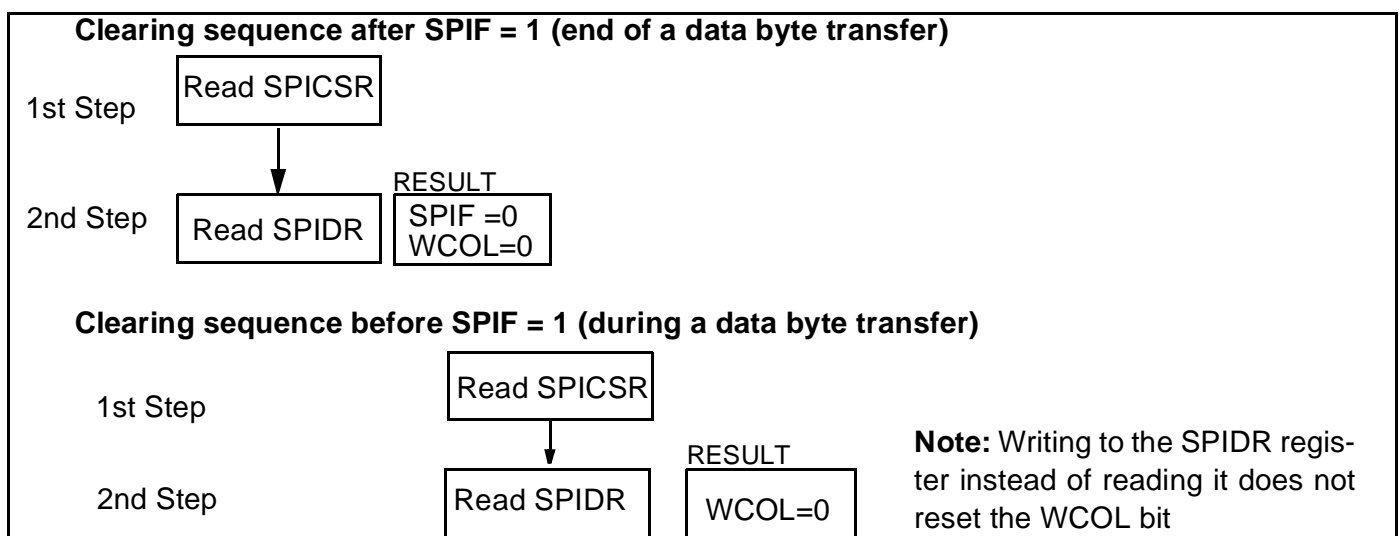 Clearing sequence after SPIF = 1 (end of a data byte transfer)
1st Step
Read SPICSR
2nd Step
Read SPIDR
RESULT
SPIF =0
WCOL=0
Clearing sequence before SPIF = 1 (during a data byte transfer)
1st Step
Read SPICSR
2nd Step
Read SPIDR
RESULT
WCOL=0
Note: Writing to the SPIDR regis-
ter instead of reading it does not
reset the WCOL bit